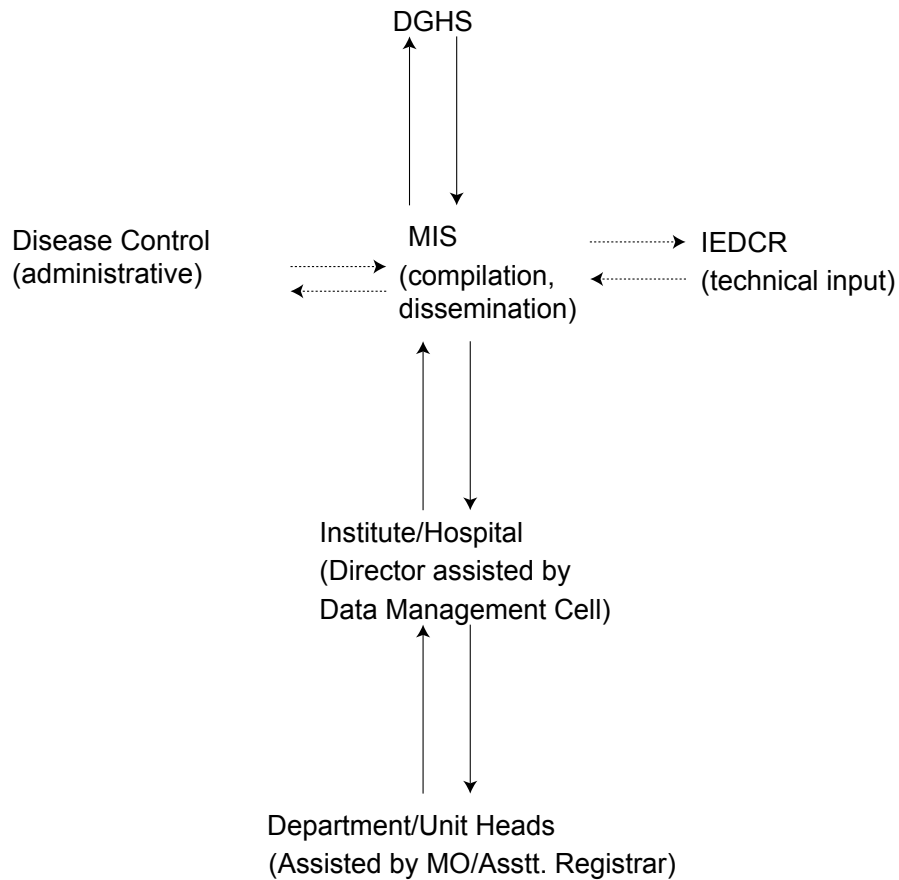 DGHS
Disease Control
(administrative)
MIS
(compilation,
dissemination)
IEDCR
(technical input)
Institute/Hospital
(Director assisted by
Data Management Cell)
Department/Unit Heads
(Assisted by MO/Asstt. Registrar)